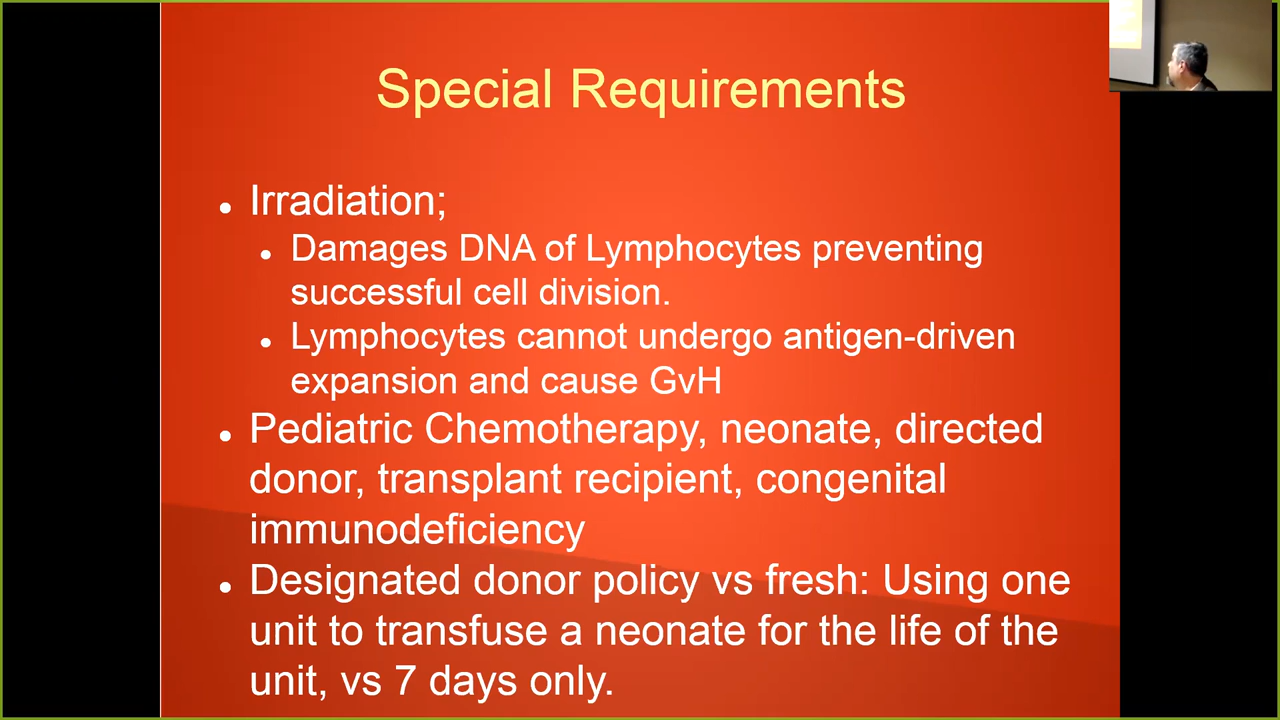 Special Requirements
• Irradiation;
• Damages DNA of Lymphocytes preventing
successful cell division.
• Lymphocytes cannot undergo antigen-driven
expansion and cause GvH
• Pediatric Chemotherapy, neonate, directed
donor, transplant recipient, congenital
immunodeficiency
• Designated donor policy vs fresh: Using one
unit to transfuse a neonate for the life of the
unit, vs 7 days only.